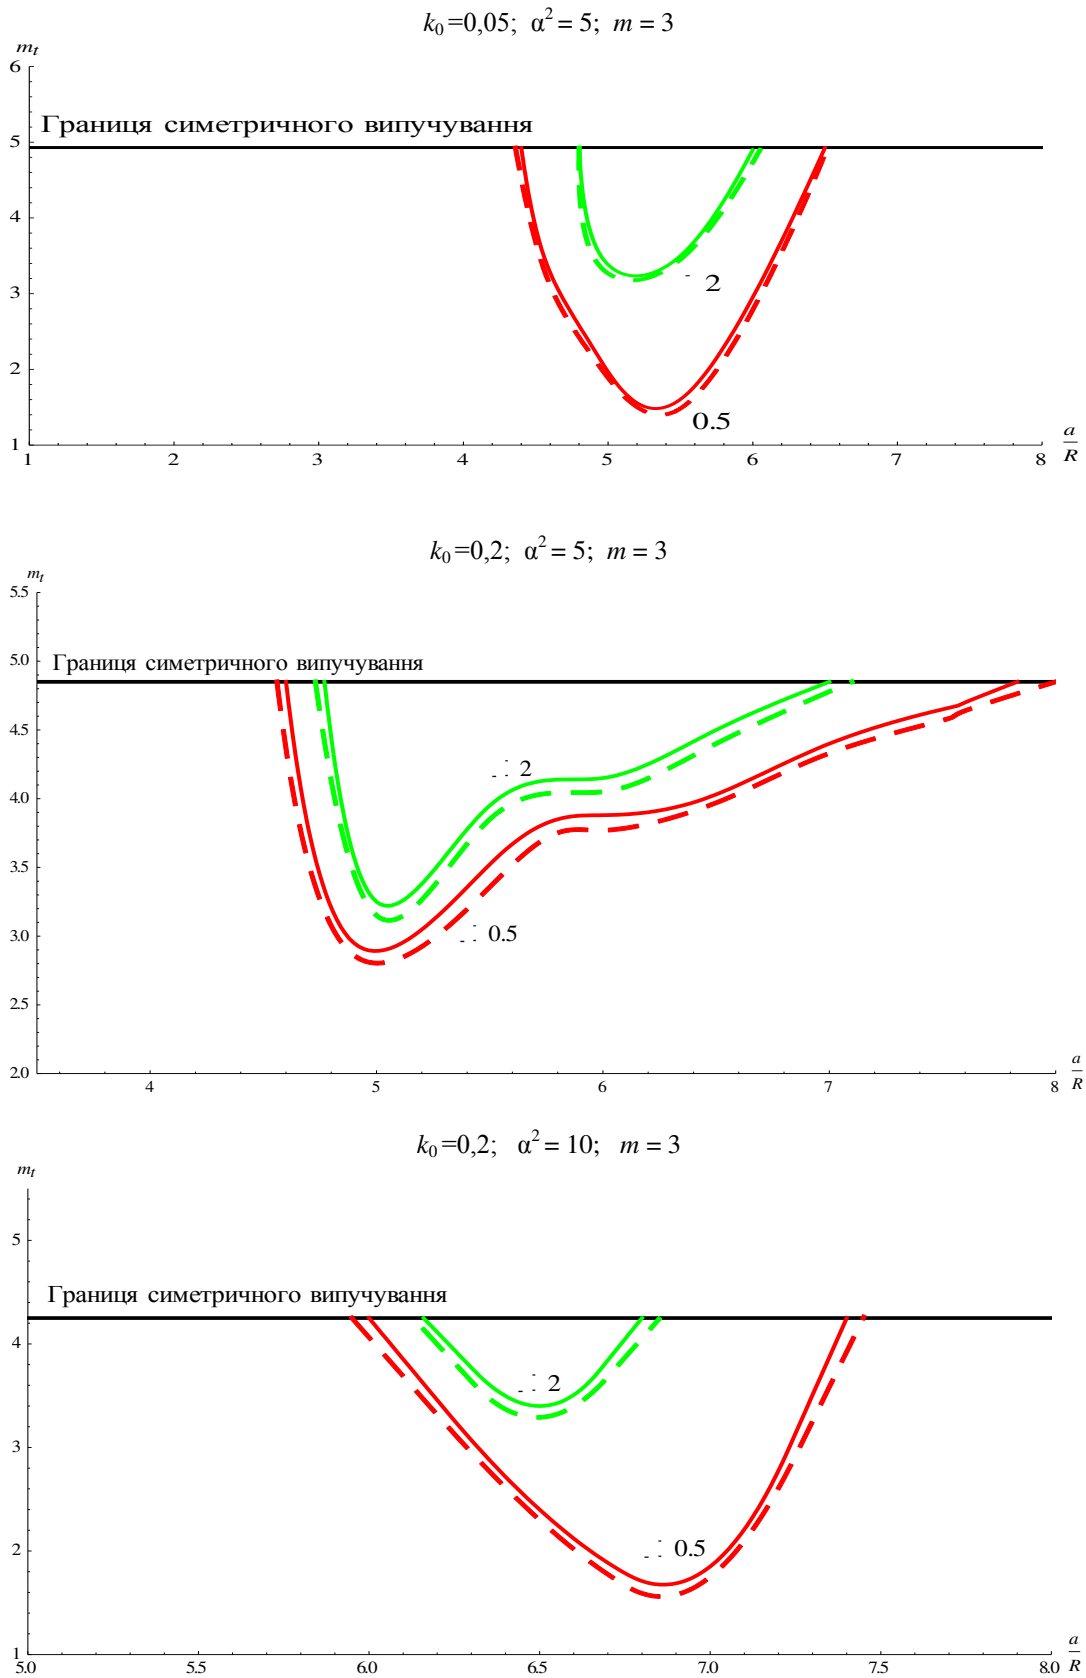 k₀=0,05; α² = 5; m = 3
mₜ
6
Границя симетричного випучування
5
4
3
2
2
0.5
1
1 2 3 4 5 6 7 8
a/R
k₀=0,2; α² = 5; m = 3
mₜ
5.5
5.0
Границя симетричного випучування
4.5
2
4.0
3.5
3.0
0.5
2.5
2.0
4 5 6 7 8
a/R
k₀=0,2; α² = 10; m = 3
mₜ
5
Границя симетричного випучування
4
2
3
2
0.5
1
5.0 5.5 6.0 6.5 7.0 7.5 8.0
a/R